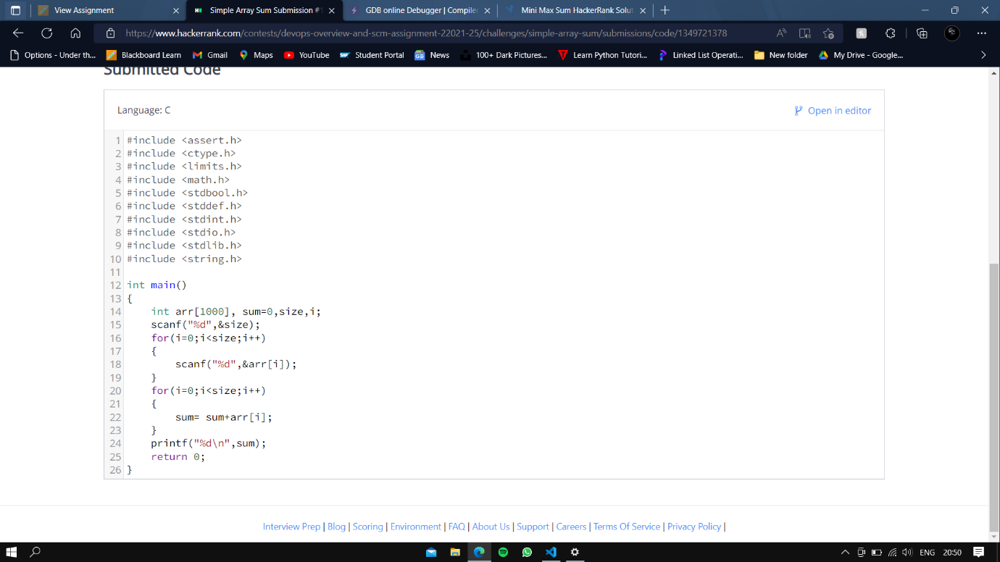 View Assignment
Simple Array Sum Submission #1
GDB online Debugger | Compiler
Mini Max Sum HackerRank Solut
https://www.hackerrank.com/contests/devops-overview-and-scm-assignment-22021-25/challenges/simple-array-sum/submissions/code/1349721378
Options - Under th...
Blackboard Learn
Gmail
Maps
YouTube
Student Portal
News
100+ Dark Pictures...
Learn Python Tutori...
Linked List Operati...
New folder
My Drive - Google...
Submitted Code
Language: C
Open in editor
1 #include <assert.h>
2 #include <ctype.h>
3 #include <limits.h>
4 #include <math.h>
5 #include <stdbool.h>
6 #include <stddef.h>
7 #include <stdint.h>
8 #include <stdio.h>
9 #include <stdlib.h>
10 #include <string.h>
11
12 int main()
13 {
14     int arr[1000], sum=0,size,i;
15     scanf("%d",&size);
16     for(i=0;i<size;i++)
17     {
18         scanf("%d",&arr[i]);
19     }
20     for(i=0;i<size;i++)
21     {
22         sum= sum+arr[i];
23     }
24     printf("%d\n",sum);
25     return 0;
26 }
Interview Prep | Blog | Scoring | Environment | FAQ | About Us | Support | Careers | Terms Of Service | Privacy Policy |
ENG 20:50